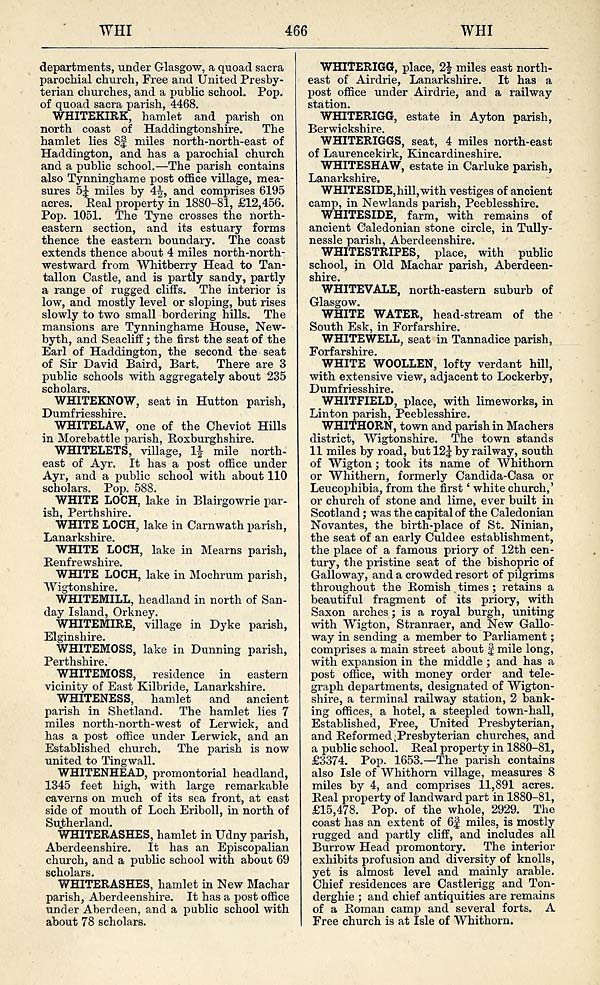 WHI 466 WHI
departments, under Glasgow, a quoad sacra
parochial church, Free and United Presby-
terian churches, and a public school. Pop.
of quoad sacra parish, 4468.
WHITEKIRK, hamlet and parish on
north coast of Haddingtonshire. The
hamlet lies 8¾ miles north-north-east of
Haddington, and has a parochial church
and a public school.—The parish contains
also Tynninghame post office village, mea-
sures 5¼ miles by 4½, and comprises 6195
acres. Real property in 1880-81, £12,456.
Pop. 1051. The Tyne crosses the north-
eastern section, and its estuary forms
thence the eastern boundary. The coast
extends thence about 4 miles north-north-
westward from Whitberry Head to Tan-
tallon Castle, and is partly sandy, partly
a range of rugged cliffs. The interior is
low, and mostly level or sloping, but rises
slowly to two small bordering hills. The
mansions are Tynninghame House, New-
byth, and Seacliff; the first the seat of the
Earl of Haddington, the second the seat
of Sir David Baird, Bart. There are 3
public schools with aggregately about 235
scholars.
WHITEKNOW, seat in Hutton parish,
Dumfriesshire.
WHITELAW, one of the Cheviot Hills
in Morebattle parish, Roxburghshire.
WHITELETS, village, 1½ mile north-
east of Ayr. It has a post office under
Ayr, and a public school with about 110
scholars. Pop. 588.
WHITE LOCH, lake in Blairgowrie par-
ish, Perthshire.
WHITE LOCH, lake in Carnwath parish,
Lanarkshire.
WHITE LOCH, lake in Mearns parish,
Renfrewshire.
WHITE LOCH, lake in Mochrum parish,
Wigtonshire.
WHITEMILL, headland in north of San-
day Island, Orkney.
WHITEMIRE, village in Dyke parish,
Elginshire.
WHITEMOSS, lake in Dunning parish,
Perthshire.
WHITEMOSS, residence in eastern
vicinity of East Kilbride, Lanarkshire.
WHITENESS, hamlet and ancient
parish in Shetland. The hamlet lies 7
miles north-north-west of Lerwick, and
has a post office under Lerwick, and an
Established church. The parish is now
united to Tingwall.
WHITENHEAD, promontorial headland,
1345 feet high, with large remarkable
caverns on much of its sea front, at east
side of mouth of Loch Eriboll, in north of
Sutherland.
WHITERASHES, hamlet in Udny parish,
Aberdeenshire. It has an Episcopalian
church, and a public school with about 69
scholars.
WHITERASHES, hamlet in New Machar
parish, Aberdeenshire. It has a post office
under Aberdeen, and a public school with
about 78 scholars.
WHITERIGG, place, 2½ miles east north-
east of Airdrie, Lanarkshire. It has a
post office under Airdrie, and a railway
station.
WHITERIGG, estate in Ayton parish,
Berwickshire.
WHITERIGGS, seat, 4 miles north-east
of Laurencekirk, Kincardineshire.
WHITESHAW, estate in Carluke parish,
Lanarkshire.
WHITESIDE, hill, with vestiges of ancient
camp, in Newlands parish, Peeblesshire.
WHITESIDE, farm, with remains of
ancient Caledonian stone circle, in Tully-
nessle parish, Aberdeenshire.
WHITESTRIPES, place, with public
school, in Old Machar parish, Aberdeen-
shire.
WHITEVALE, north-eastern suburb of
Glasgow.
WHITE WATER, head-stream of the
South Esk, in Forfarshire.
WHITEWELL, seat in Tannadice parish,
Forfarshire.
WHITE WOOLLEN, lofty verdant hill,
with extensive view, adjacent to Lockerby,
Dumfriesshire.
WHITFIELD, place, with limeworks, in
Linton parish, Peeblesshire.
WHITHORN, town and parish in Machers
district, Wigtonshire. The town stands
11 miles by road, but 12¼ by railway, south
of Wigton; took its name of Whithorn
or Whithern, formerly Candida-Casa or
Leucophibia, from the first ‘white church,’
or church of stone and lime, ever built in
Scotland; was the capital of the Caledonian
Novantes, the birth-place of St. Ninian,
the seat of an early Culdee establishment,
the place of a famous priory of 12th cen-
tury, the pristine seat of the bishopric of
Galloway, and a crowded resort of pilgrims
throughout the Romish times; retains a
beautiful fragment of its priory, with
Saxon arches; is a royal burgh, uniting
with Wigton, Stranraer, and New Gallo-
way in sending a member to Parliament;
comprises a main street about ¾ mile long,
with expansion in the middle; and has a
post office, with money order and tele-
graph departments, designated of Wigton-
shire, a terminal railway station, 2 bank-
ing offices, a hotel, a steepled town-hall,
Established, Free, United Presbyterian,
and Reformed Presbyterian churches, and
a public school. Real property in 1880-81,
£3374. Pop. 1653.—The parish contains
also Isle of Whithorn village, measures 8
miles by 4, and comprises 11,891 acres.
Real property of landward part in 1880-81,
£15,478. Pop. of the whole, 2929. The
coast has an extent of 6¾ miles, is mostly
rugged and partly cliff, and includes all
Burrow Head promontory. The interior
exhibits profusion and diversity of knolls,
yet is almost level and mainly arable.
Chief residences are Castlerigg and Ton-
derghie; and chief antiquities are remains
of a Roman camp and several forts. A
Free church is at Isle of Whithorn.